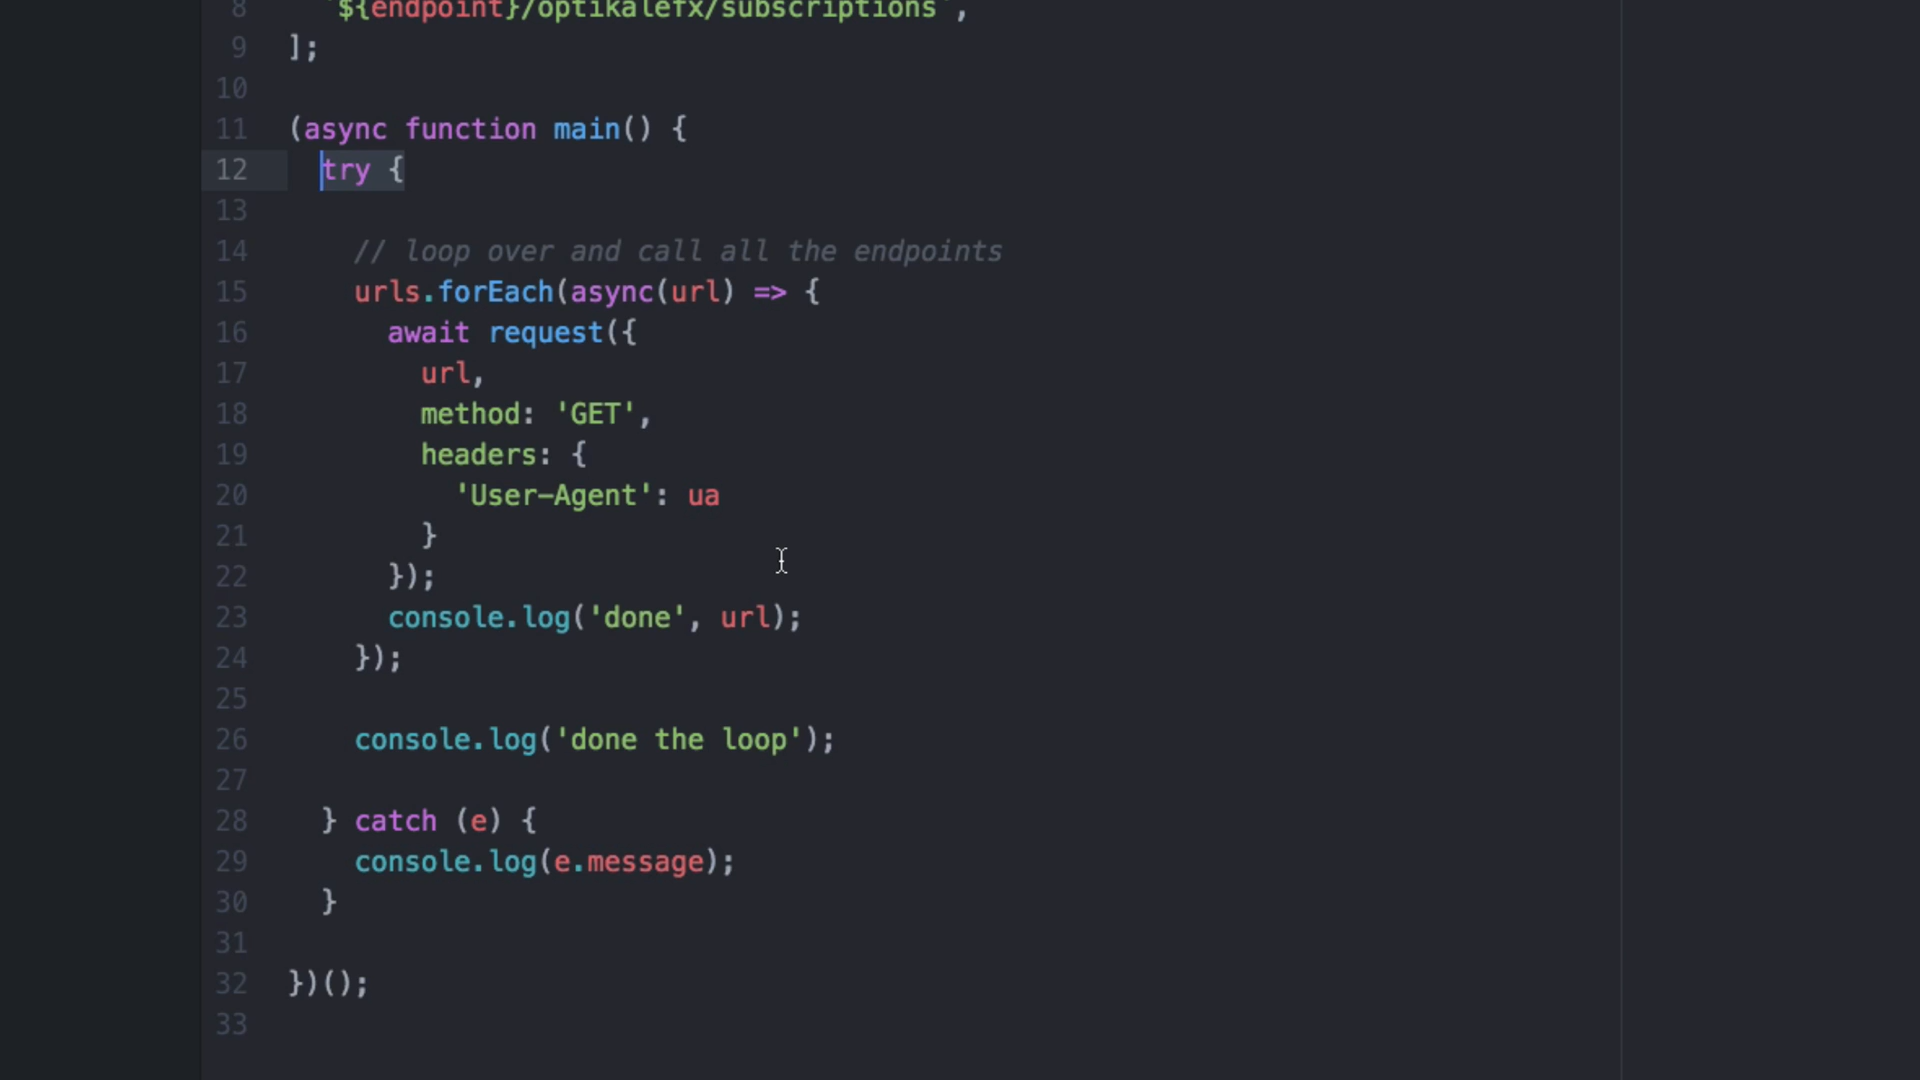 8 `${endpoint}/optikalefx/subscriptions`,
9 ];
10
11 (async function main() {
12 try {
13
14 // loop over and call all the endpoints
15 urls.forEach(async(url) => {
16 await request({
17 url,
18 method: 'GET',
19 headers: {
20 'User-Agent': ua
21 }
22 });
23 console.log('done', url);
24 });
25
26 console.log('done the loop');
27
28 } catch (e) {
29 console.log(e.message);
30 }
31
32 })();
33